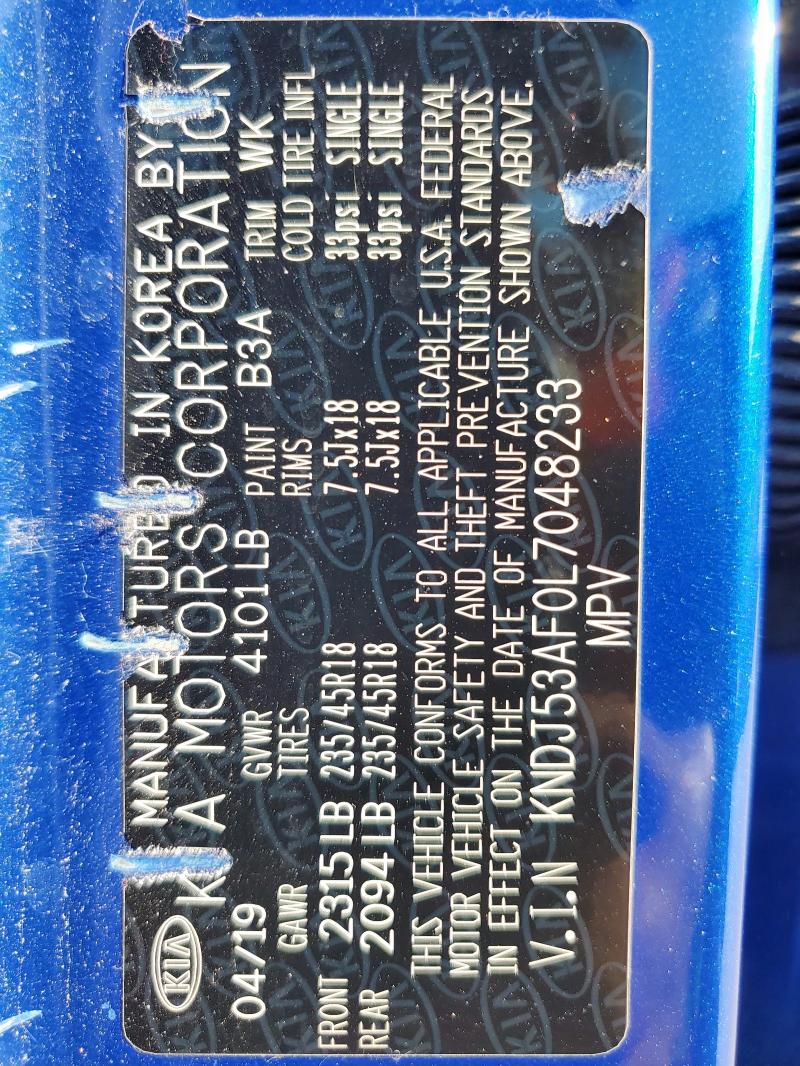 KIA MANUFACTURED IN KOREA BY
KIA MOTORS CORPORATION
04/19 GVWR 4101 LB PAINT B3A TRIM WK
GAWR TIRES RIMS COLD TIRE INFL
FRONT 2315 LB 235/45R18 7.5Jx18 33psi SINGLE
REAR 2094 LB 235/45R18 7.5Jx18 33psi SINGLE
THIS VEHICLE CONFORMS TO ALL APPLICABLE U.S.A. FEDERAL
MOTOR VEHICLE SAFETY AND THEFT PREVENTION STANDARDS
IN EFFECT ON THE DATE OF MANUFACTURE SHOWN ABOVE.
V.I.N KNDJ53AF0L7048233
MPV